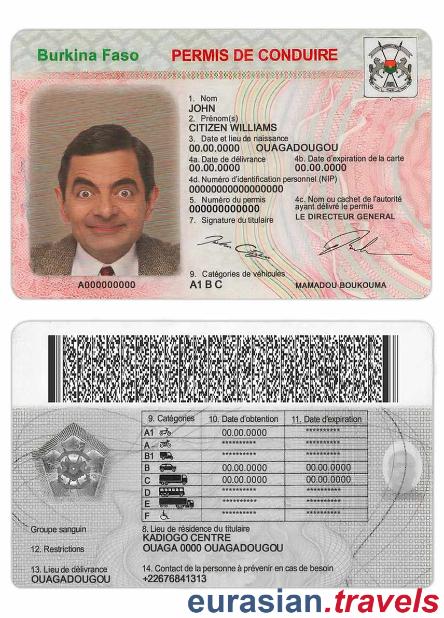 Burkina Faso PERMIS DE CONDUIRE
1. Nom
JOHN
2. Prénom(s)
CITIZEN WILLIAMS
3. Date et lieu de naissance
00.00.0000 OUAGADOUGOU
4a. Date de délivrance 4b. Date d'expiration de la carte
00.00.0000 00.00.0000
4d. Numéro d'identification personnel (NIP)
00000000000000000
5. Numéro du permis 4c. Nom ou cachet de l'autorité
ayant délivré le permis
000000000000
LE DIRECTEUR GENERAL
7. Signature du titulaire
9. Catégories de véhicules
A000000000 A1 B C MAMADOU BOUKOUMA
9. Catégories 10. Date d'obtention 11. Date d'expiration
A1 00.00.0000 **********
A ********** **********
B1 ********** **********
B 00.00.0000 00.00.0000
C 00.00.0000 00.00.0000
D ********** **********
E ********** **********
F ********** **********
Groupe sanguin 8. Lieu de résidence du titulaire
KADIOGO CENTRE
12. Restrictions OUAGA 0000 OUAGADOUGOU
13. Lieu de délivrance 14. Contact de la personne à prévenir en cas de besoin
OUAGADOUGOU +22676841313
eurasian.travels